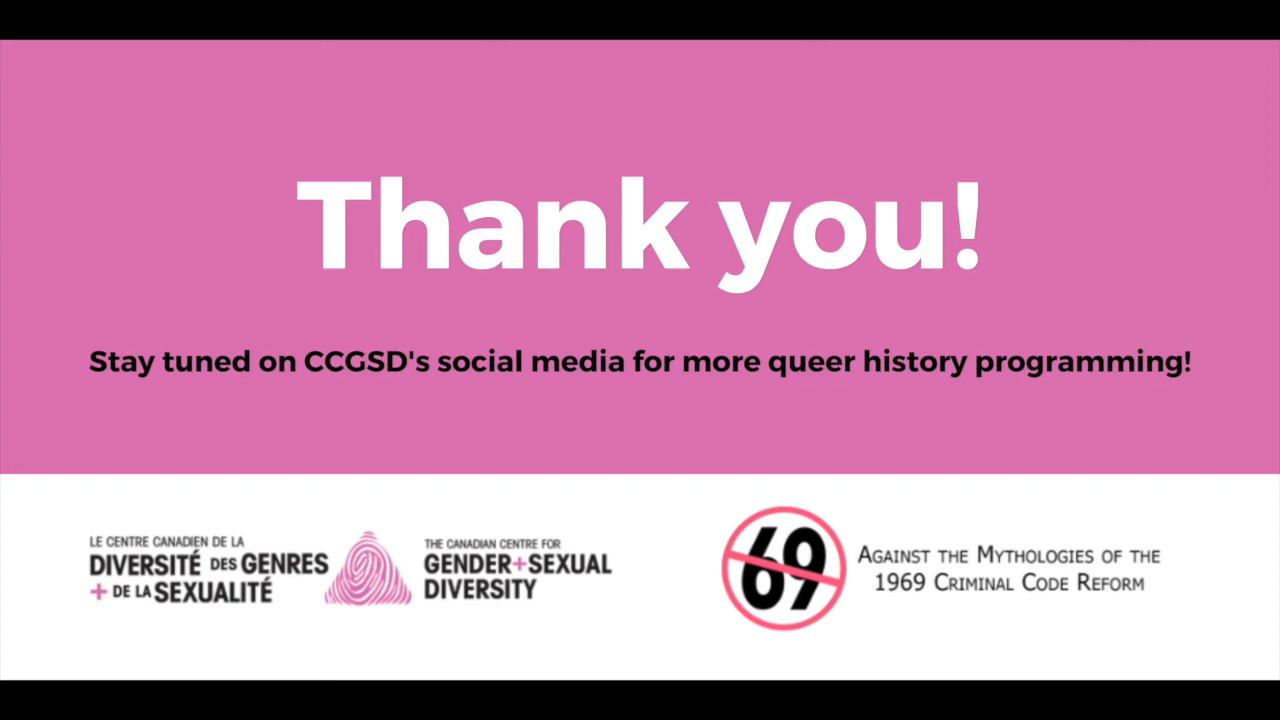 Thank you!
Stay tuned on CCGSD's social media for more queer history programming!
LE CENTRE CANADIEN DE LA
DIVERSITÉ DES GENRES
+ DE LA SEXUALITÉ
THE CANADIAN CENTRE FOR
GENDER+SEXUAL
DIVERSITY
69
AGAINST THE MYTHOLOGIES OF THE
1969 CRIMINAL CODE REFORM